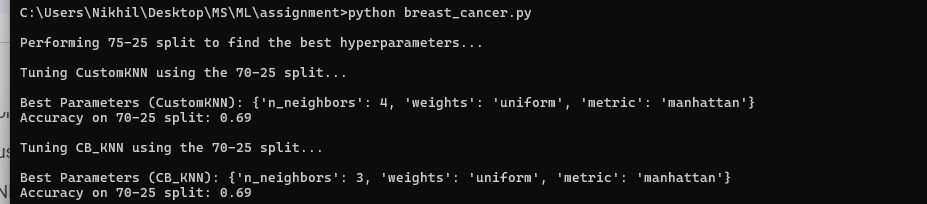 C:\Users\Nikhil\Desktop\MS\ML\assignment>python breast_cancer.py
Performing 75-25 split to find the best hyperparameters...
Tuning CustomKNN using the 70-25 split...
Best Parameters (CustomKNN): {'n_neighbors': 4, 'weights': 'uniform', 'metric': 'manhattan'}
Accuracy on 70-25 split: 0.69
Tuning CB_KNN using the 70-25 split...
Best Parameters (CB_KNN): {'n_neighbors': 3, 'weights': 'uniform', 'metric': 'manhattan'}
Accuracy on 70-25 split: 0.69